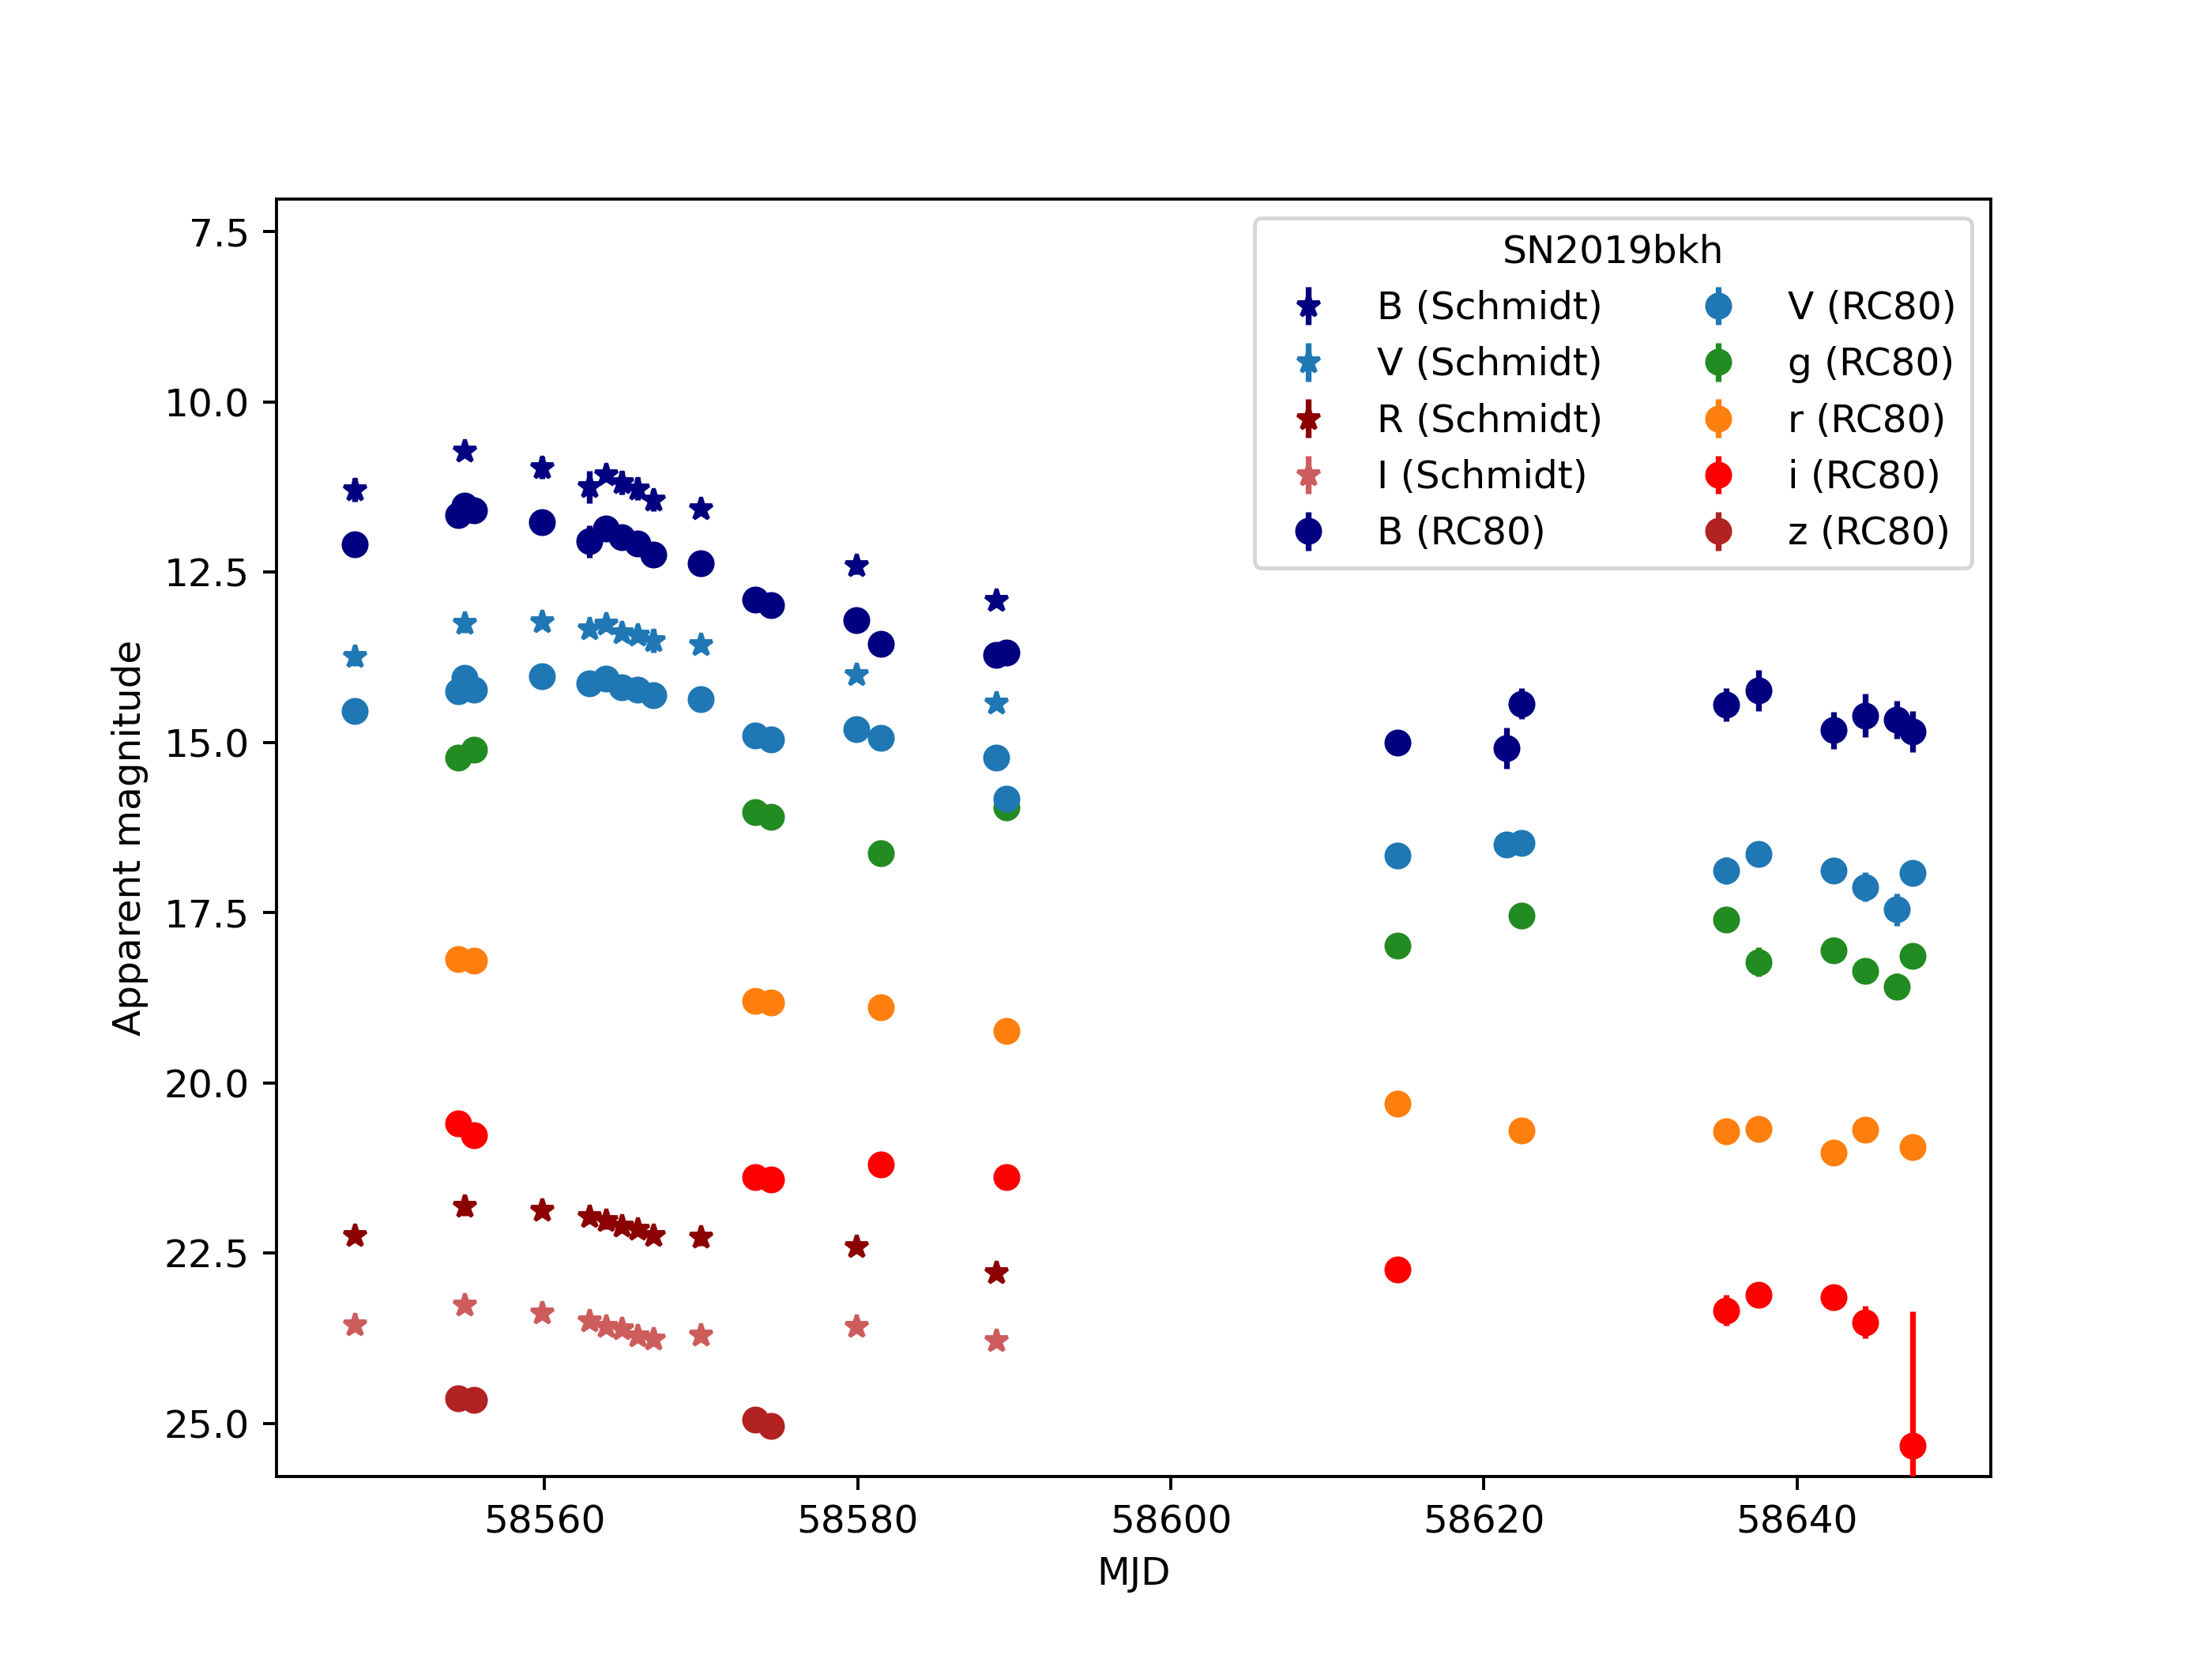 SN2019bkh
B (Schmidt)
V (Schmidt)
R (Schmidt)
I (Schmidt)
B (RC80)
V (RC80)
g (RC80)
r (RC80)
i (RC80)
z (RC80)
Apparent magnitude
7.5
10.0
12.5
15.0
17.5
20.0
22.5
25.0
58560
58580
58600
58620
58640
MJD